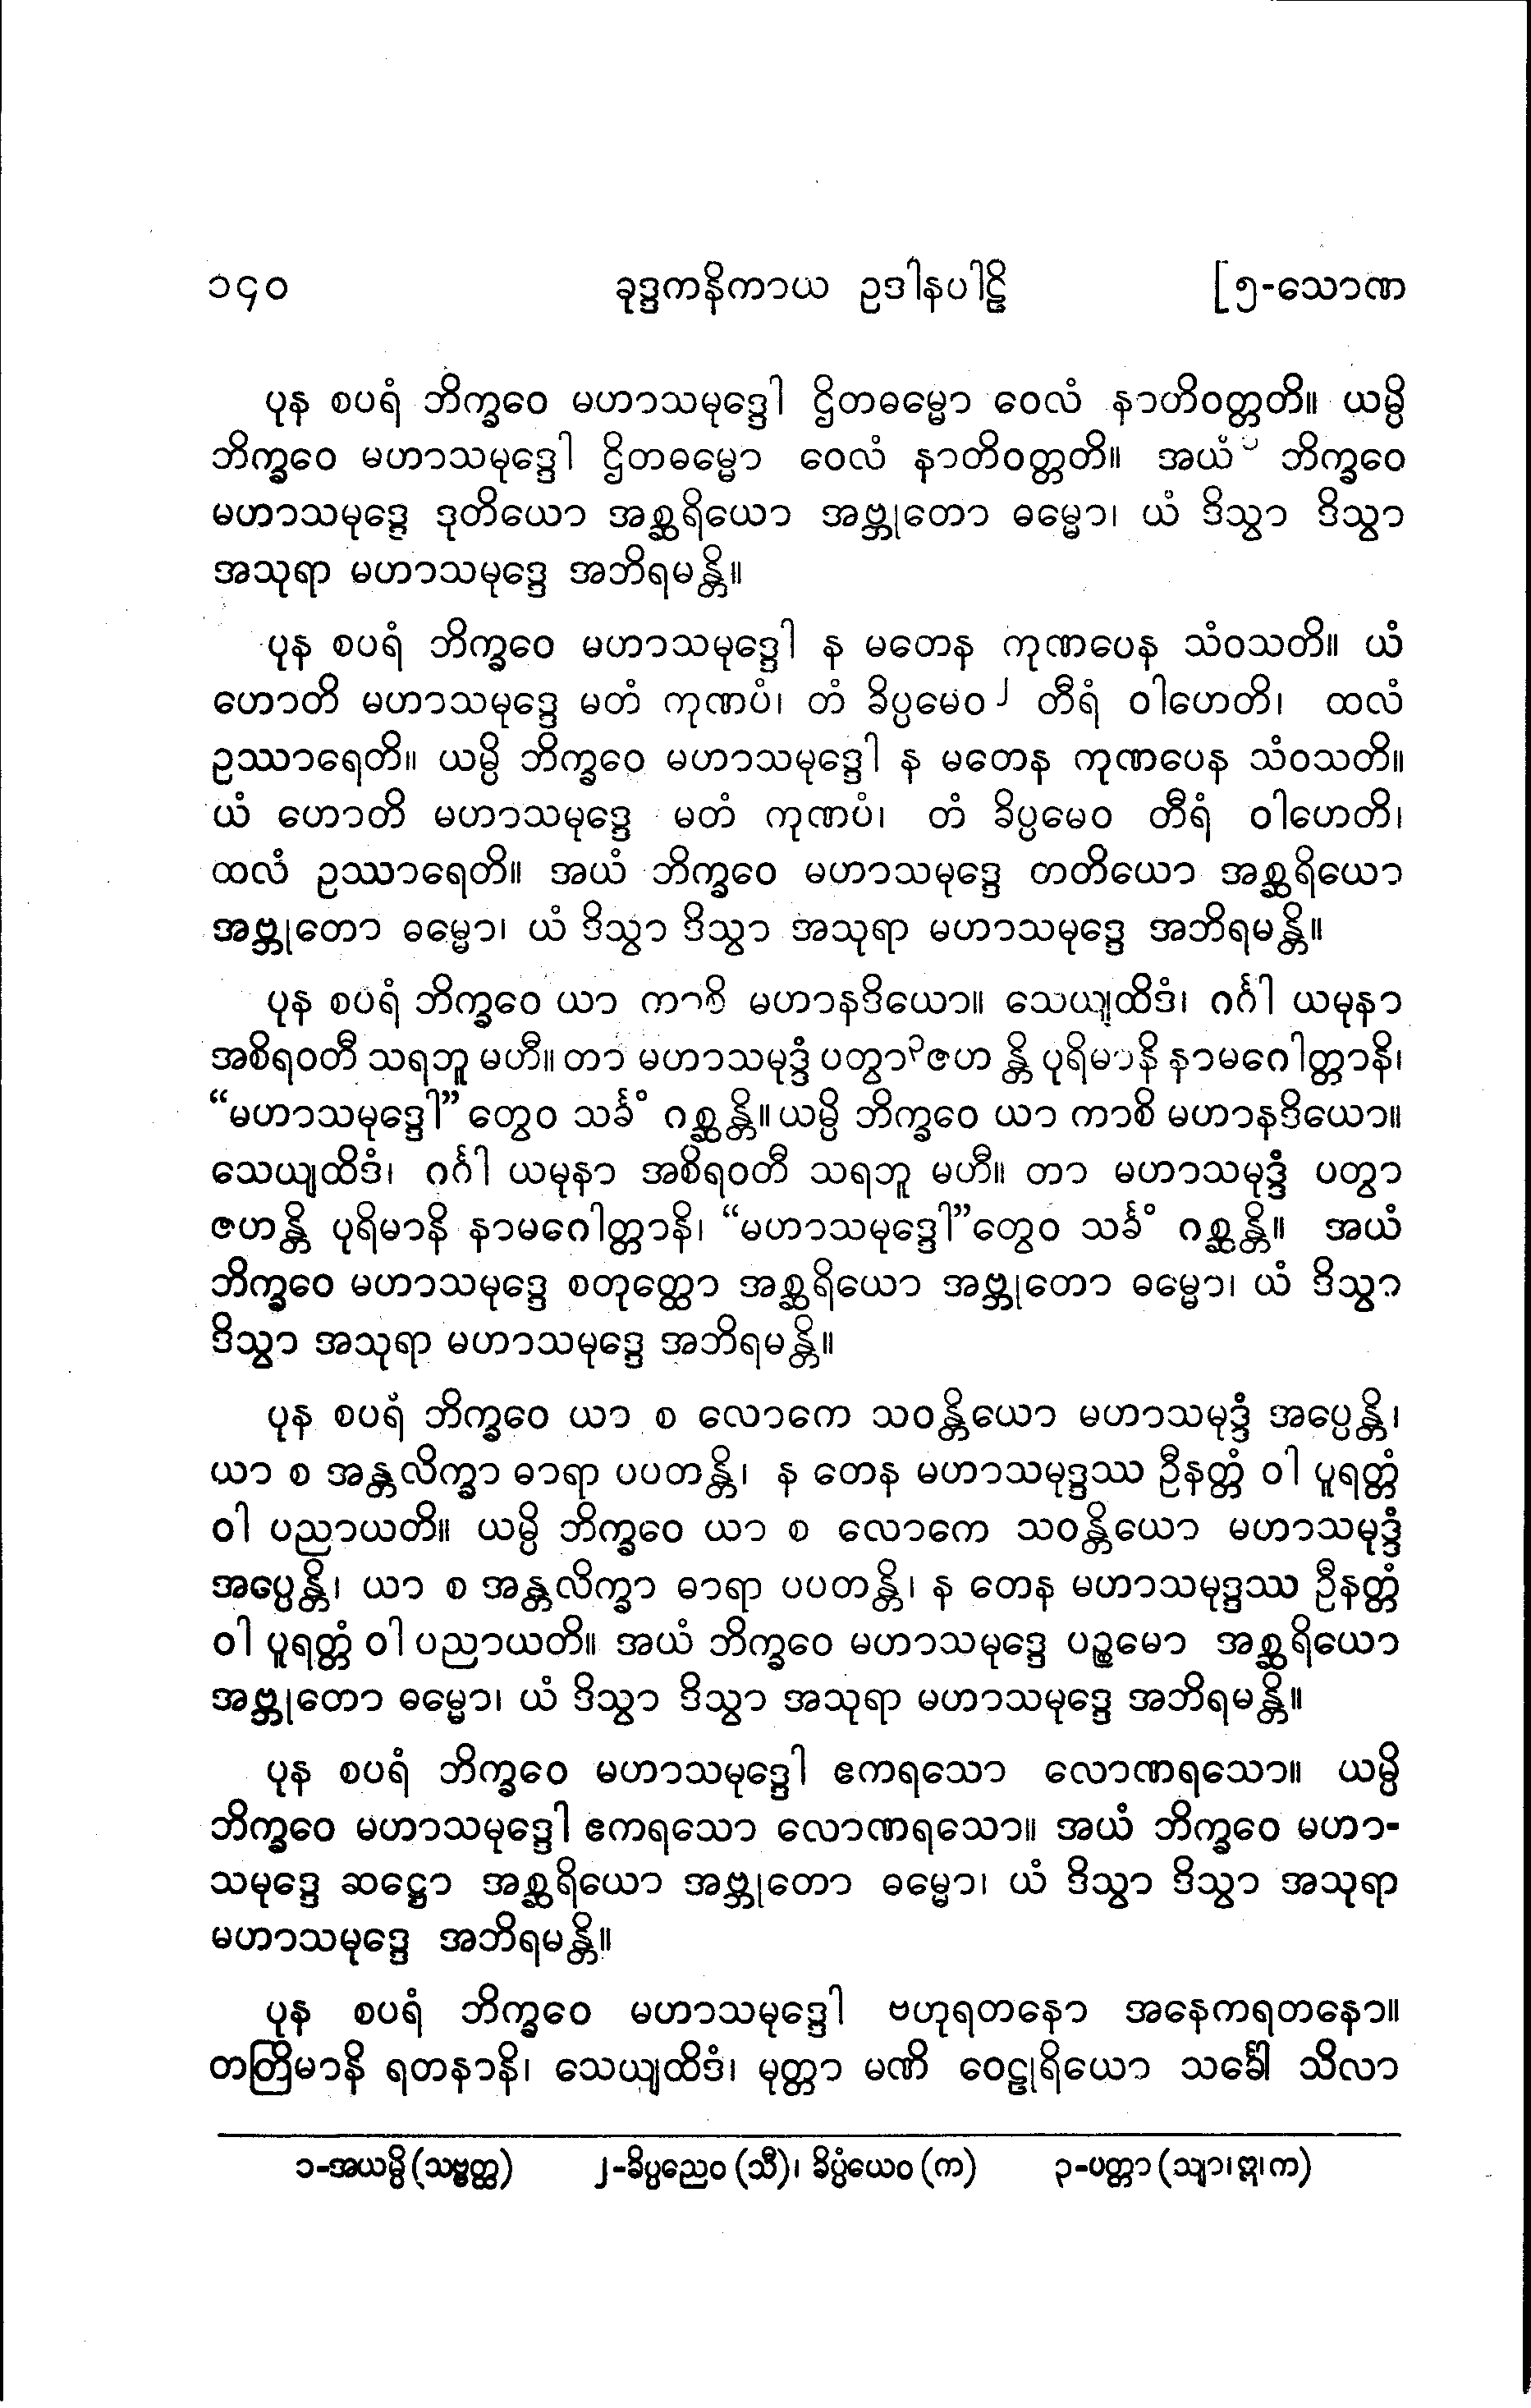 ၁၄၀ ခုဒ္ဒကနိကာယ ဥဒါနပါဠိ [၅-သောဏ
ပုန စပရံ ဘိက္ခဝေ မဟာသမုဒ္ဒေါ ဌိတဓမ္မော ဝေလံ နာတိဝတ္တတိ။ ယမ္ပိ
ဘိက္ခဝေ မဟာသမုဒ္ဒေါ ဌိတဓမ္မော ဝေလံ နာတိဝတ္တတိ။ အယံ ၁ ဘိက္ခဝေ
မဟာသမုဒ္ဒေ ဒုတိယော အစ္ဆရိယော အဗ္ဘုတော ဓမ္မော၊ ယံ ဒိသွာ ဒိသွာ
အသုရာ မဟာသမုဒ္ဒေ အဘိရမန္တိ။
ပုန စပရံ ဘိက္ခဝေ မဟာသမုဒ္ဒေါ န မတေန ကုဏပေန သံဝသတိ။ ယံ
ဟောတိ မဟာသမုဒ္ဒေ မတံ ကုဏပံ၊ တံ ခိပ္ပမေဝ ၂ တီရံ ဝါဟေတိ၊ ထလံ
ဥဿာရေတိ။ ယမ္ပိ ဘိက္ခဝေ မဟာသမုဒ္ဒေါ န မတေန ကုဏပေန သံဝသတိ။
ယံ ဟောတိ မဟာသမုဒ္ဒေ မတံ ကုဏပံ၊ တံ ခိပ္ပမေဝ တီရံ ဝါဟေတိ၊
ထလံ ဥဿာရေတိ။ အယံ ဘိက္ခဝေ မဟာသမုဒ္ဒေ တတိယော အစ္ဆရိယော
အဗ္ဘုတော ဓမ္မော၊ ယံ ဒိသွာ ဒိသွာ အသုရာ မဟာသမုဒ္ဒေ အဘိရမန္တိ။
ပုန စပရံ ဘိက္ခဝေ ယာ ကာစိ မဟာနဒိယော။ သေယျထိဒံ၊ ဂင်္ဂါ ယမုနာ
အစိရဝတီ သရဘူ မဟီ။ တာ မဟာသမုဒ္ဒံ ပတွာ ၃ ဇဟန္တိ ပုရိမာနိ နာမဂေါတ္တာနိ၊
“မဟာသမုဒ္ဒေါ” တွေဝ သင်္ခံ ဂစ္ဆန္တိ။ ယမ္ပိ ဘိက္ခဝေ ယာ ကာစိ မဟာနဒိယော။
သေယျထိဒံ၊ ဂင်္ဂါ ယမုနာ အစိရဝတီ သရဘူ မဟီ။ တာ မဟာသမုဒ္ဒံ ပတွာ
ဇဟန္တိ ပုရိမာနိ နာမဂေါတ္တာနိ၊ “မဟာသမုဒ္ဒေါ”တွေဝ သင်္ခံ ဂစ္ဆန္တိ။ အယံ
ဘိက္ခဝေ မဟာသမုဒ္ဒေ စတုတ္ထော အစ္ဆရိယော အဗ္ဘုတော ဓမ္မော၊ ယံ ဒိသွာ
ဒိသွာ အသုရာ မဟာသမုဒ္ဒေ အဘိရမန္တိ။
ပုန စပရံ ဘိက္ခဝေ ယာ စ လောကေ သဝန္တိယော မဟာသမုဒ္ဒံ အပ္ပေန္တိ၊
ယာ စ အန္တလိက္ခာ ဓာရာ ပပတန္တိ၊ န တေန မဟာသမုဒ္ဒဿ ဦနတ္တံ ဝါ ပူရတ္တံ
ဝါ ပညာယတိ။ ယမ္ပိ ဘိက္ခဝေ ယာ စ လောကေ သဝန္တိယော မဟာသမုဒ္ဒံ
အပ္ပေန္တိ၊ ယာ စ အန္တလိက္ခာ ဓာရာ ပပတန္တိ၊ န တေန မဟာသမုဒ္ဒဿ ဦနတ္တံ
ဝါ ပူရတ္တံ ဝါ ပညာယတိ။ အယံ ဘိက္ခဝေ မဟာသမုဒ္ဒေ ပဉ္စမော အစ္ဆရိယော
အဗ္ဘုတော ဓမ္မော၊ ယံ ဒိသွာ ဒိသွာ အသုရာ မဟာသမုဒ္ဒေ အဘိရမန္တိ။
ပုန စပရံ ဘိက္ခဝေ မဟာသမုဒ္ဒေါ ဧကရသော လောဏရသော။ ယမ္ပိ
ဘိက္ခဝေ မဟာသမုဒ္ဒေါ ဧကရသော လောဏရသော။ အယံ ဘိက္ခဝေ မဟာ-
သမုဒ္ဒေ ဆဋ္ဌော အစ္ဆရိယော အဗ္ဘုတော ဓမ္မော၊ ယံ ဒိသွာ ဒိသွာ အသုရာ
မဟာသမုဒ္ဒေ အဘိရမန္တိ။
ပုန စပရံ ဘိက္ခဝေ မဟာသမုဒ္ဒေါ ဗဟုရတနော အနေကရတနော။
တတြိမာနိ ရတနာနိ၊ သေယျထိဒံ၊ မုတ္တာ မဏိ ဝေဠုရိယော သင်္ခေါ သိလာ
၁-အယမ္ပိ (သဗ္ဗတ္ထ) ၂-ခိပ္ပညေဝ (သီ)၊ ခိပ္ပံယေဝ (က) ၃-ပတ္တာ (သျာ၊ ဣ၊ က)